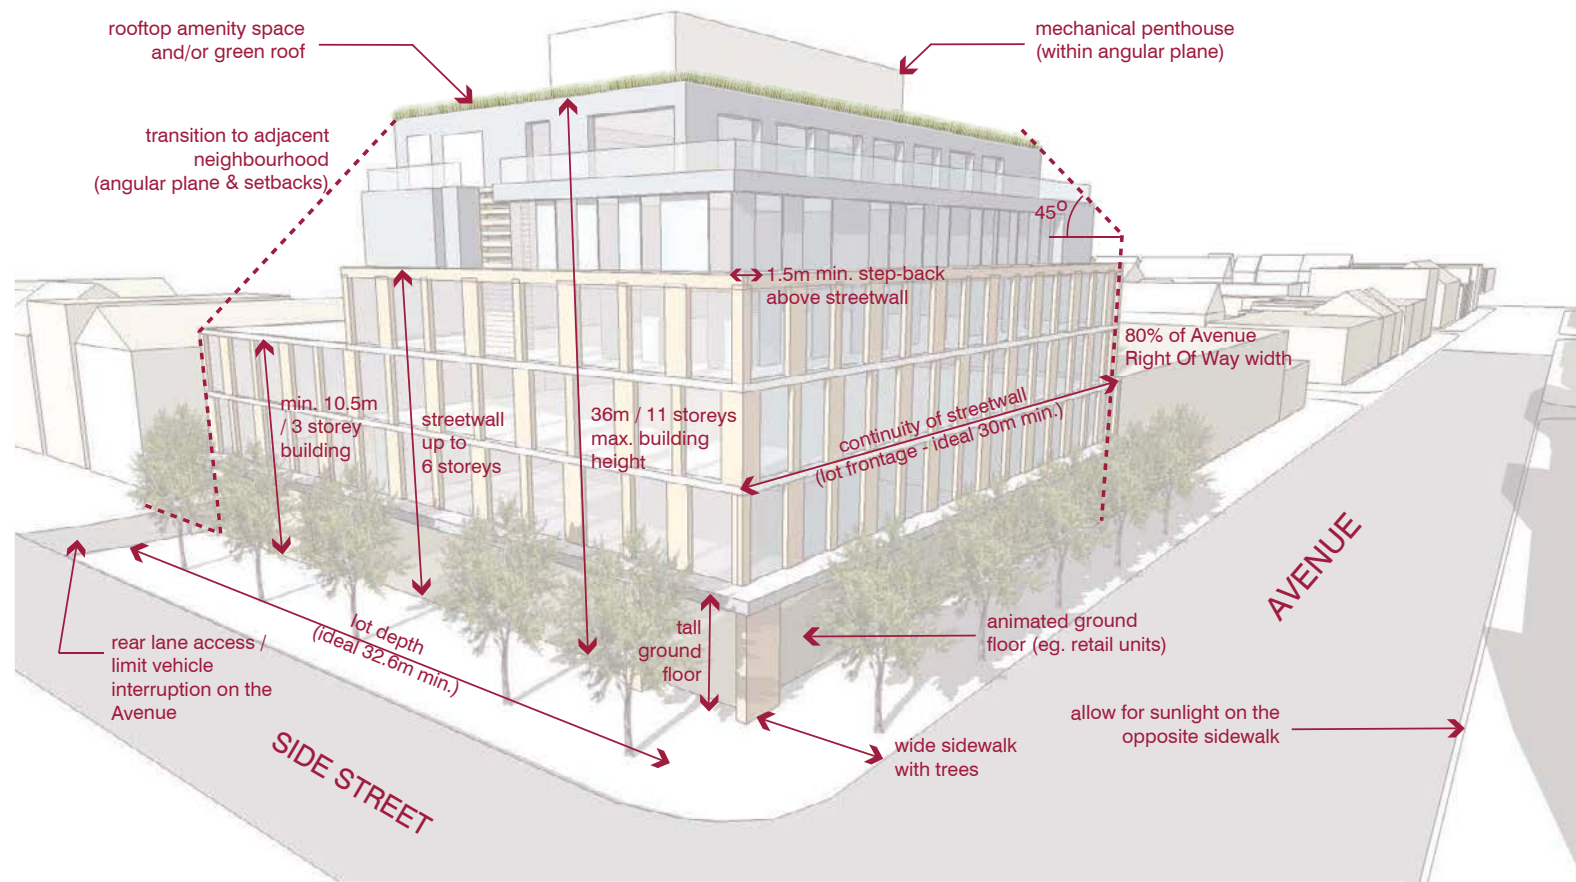 rooftop amenity space
and/or green roof
mechanical penthouse
(within angular plane)
transition to adjacent
neighbourhood
(angular plane & setbacks)
45o
1.5m min. step-back
above streetwall
80% of Avenue
Right Of Way width
min. 10.5m
/ 3 storey
building
streetwall
up to
6 storeys
36m / 11 storeys
max. building
height
continuity of streetwall
(lot frontage - ideal 30m min.)
AVENUE
tall
ground
floor
animated ground
floor (eg. retail units)
lot depth
(ideal 32.6m min.)
rear lane access /
limit vehicle
interruption on the
Avenue
allow for sunlight on the
opposite sidewalk
wide sidewalk
with trees
SIDE STREET